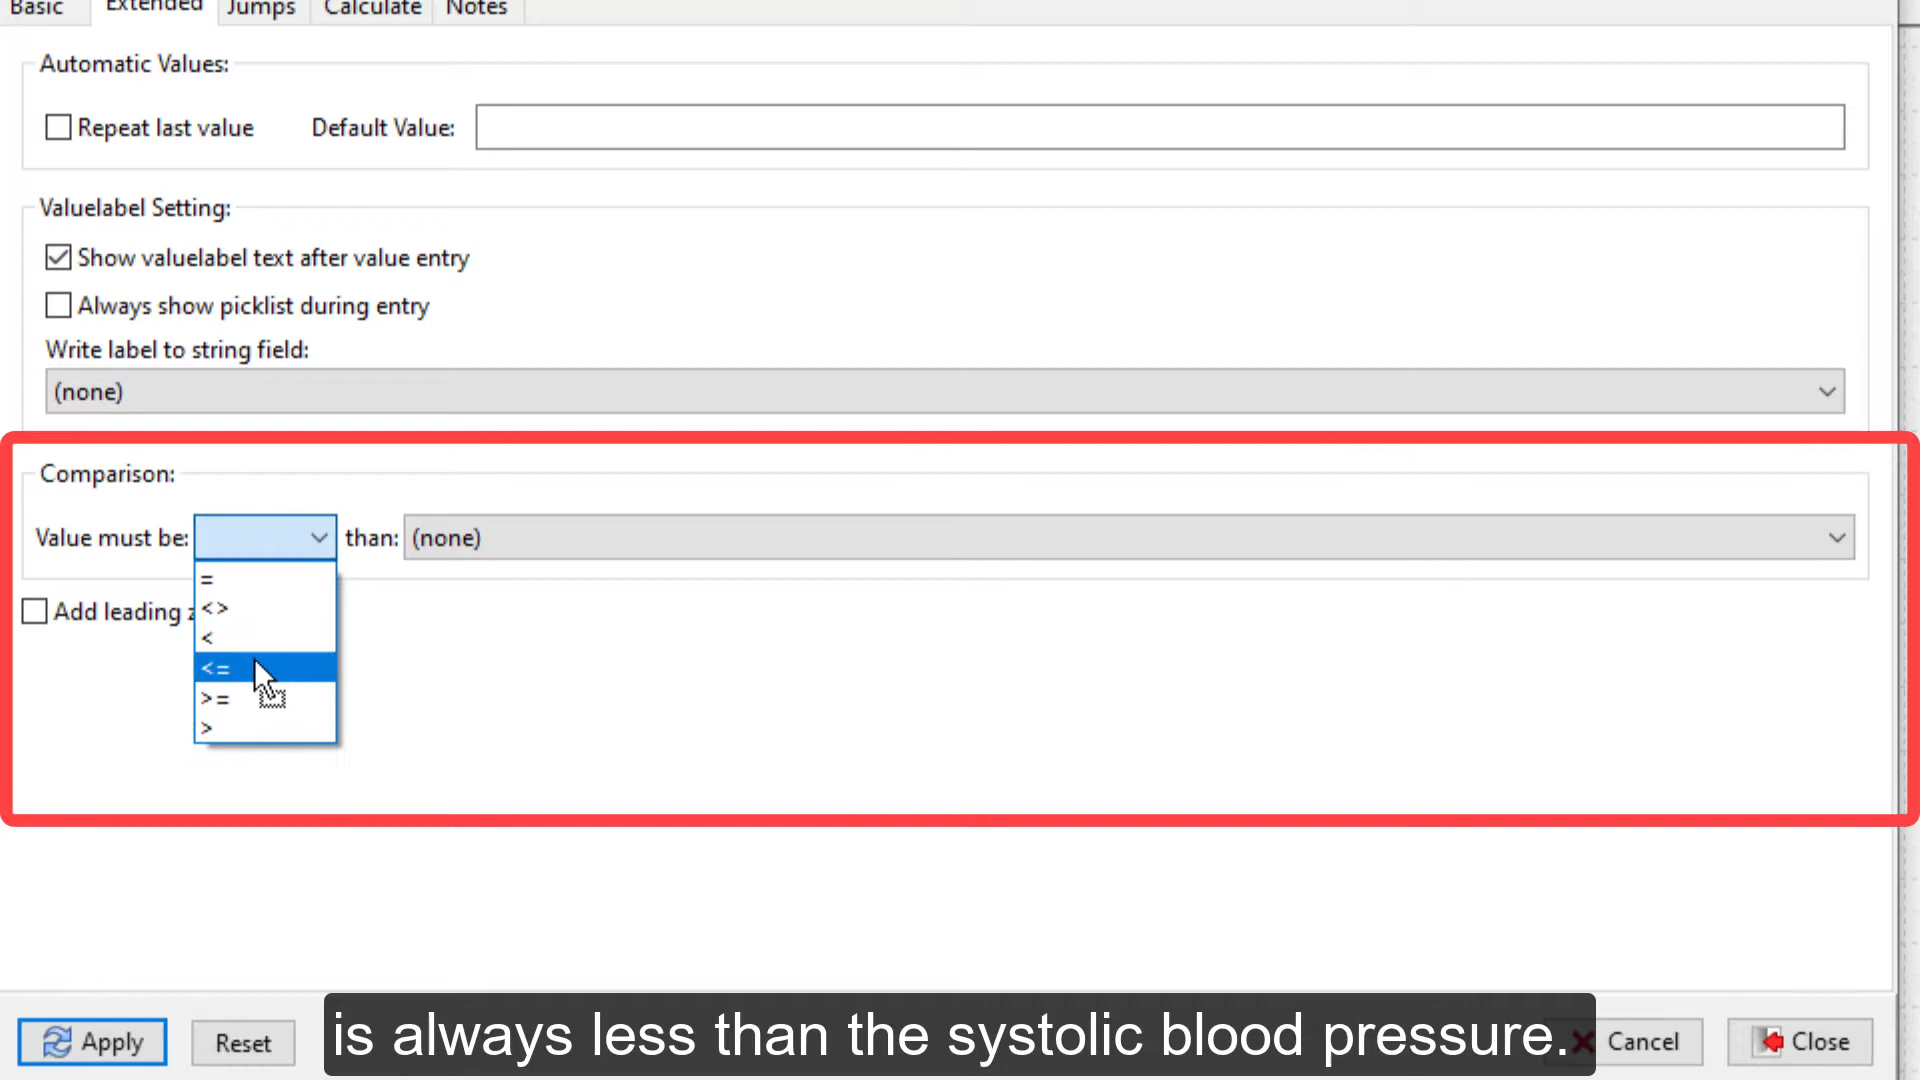 Basic Extended Jumps Calculate Notes
Automatic Values:
Repeat last value Default Value:
Valuelabel Setting:
Show valuelabel text after value entry
Always show picklist during entry
Write label to string field:
(none)
Comparison:
Value must be: than: (none)
=
<>
Add leading z
<
<=
>=
>
is always less than the systolic blood pressure.
Apply Reset Cancel Close